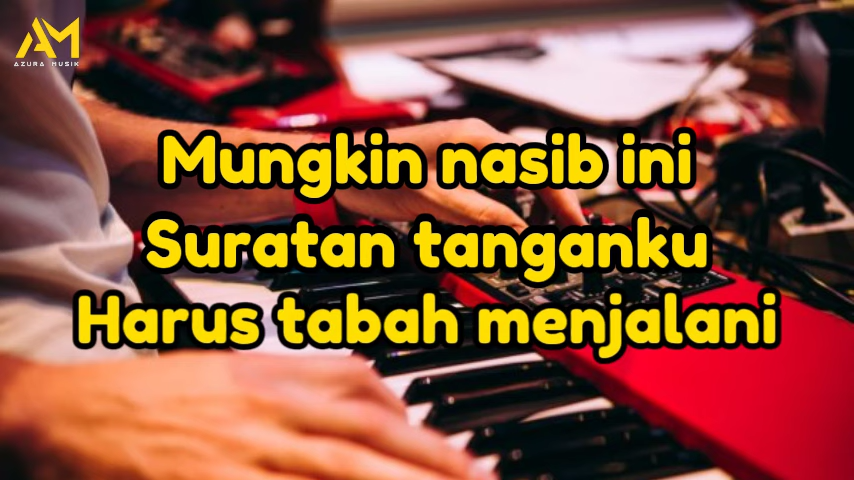 AM
AZURA MUSIK
Mungkin nasib ini
Suratan tanganku
Harus tabah menjalani